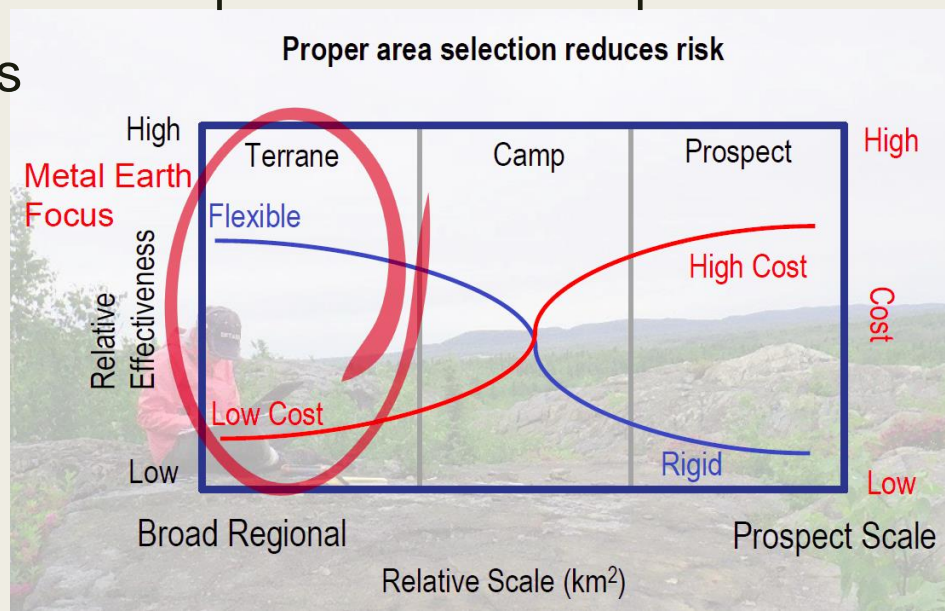 s
Proper area selection reduces risk
High
High
Terrane
Camp
Prospect
Metal Earth
Focus
Flexible
Relative
Effectiveness
High Cost
Cost
Low Cost
Rigid
Low
Low
Broad Regional
Prospect Scale
Relative Scale (km²)